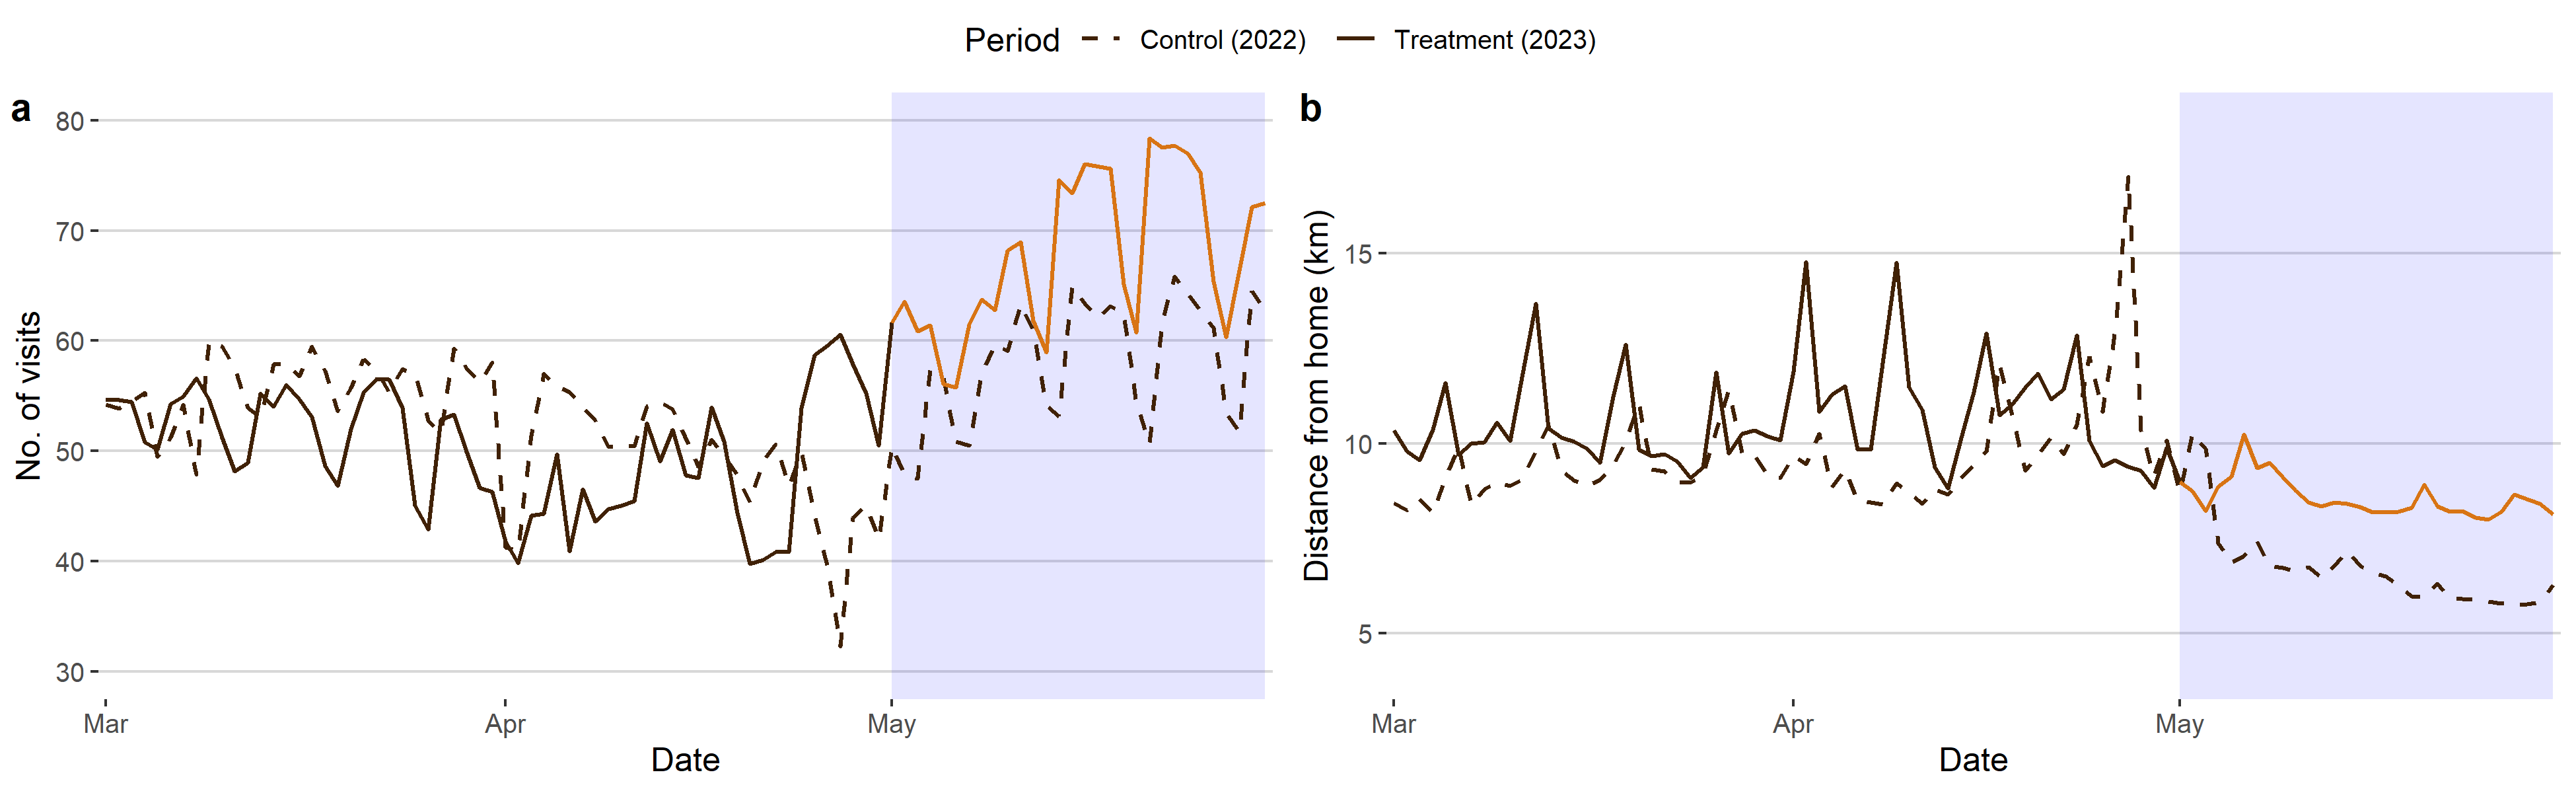 Period Control (2022) Treatment (2023)
a
No. of visits
80
70
60
50
40
30
Mar Apr May
Date
b
Distance from home (km)
15
10
5
Mar Apr May
Date